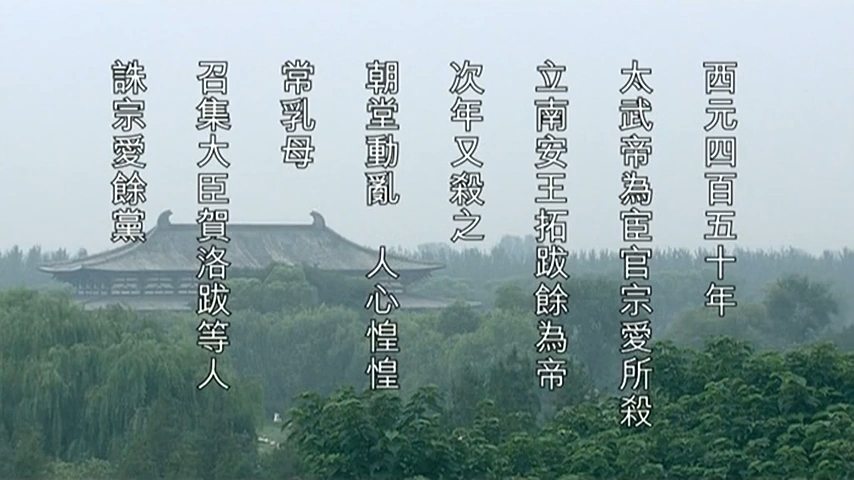 西元四百五十年
太武帝為宦官宗愛所殺
立南安王拓跋餘為帝
次年又殺之
朝堂動亂 人心惶惶
常乳母
召集大臣賀洛跋等人
誅宗愛餘黨